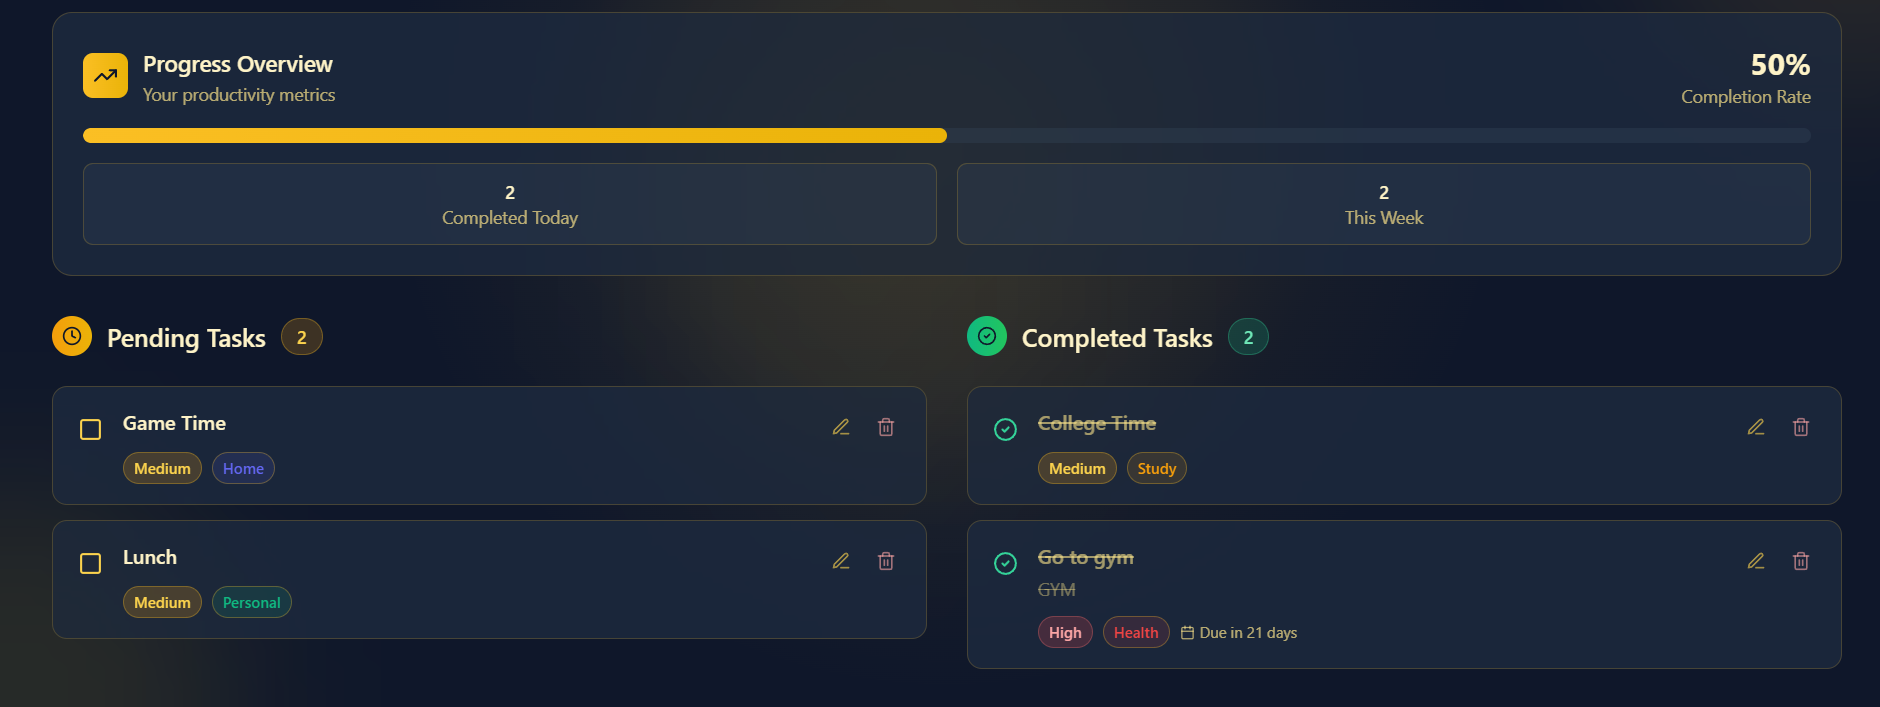 Progress Overview
Your productivity metrics
50%
Completion Rate
2
Completed Today
2
This Week
Pending Tasks 2
Game Time
Medium Home
Lunch
Medium Personal
Completed Tasks 2
College Time
Medium Study
Go to gym
GYM
High Health Due in 21 days